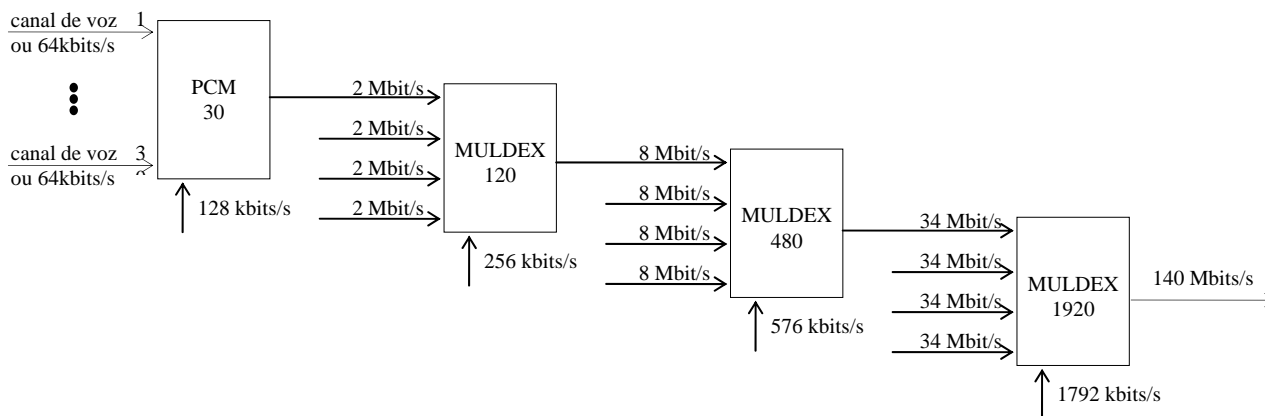 canal de voz 1
ou 64kbits/s
PCM
30
canal de voz 3
ou 64kbits/s
128 kbits/s
2 Mbit/s
2 Mbit/s
2 Mbit/s
2 Mbit/s
MULDEX
120
256 kbits/s
8 Mbit/s
8 Mbit/s
8 Mbit/s
8 Mbit/s
MULDEX
480
576 kbits/s
34 Mbit/s
34 Mbit/s
34 Mbit/s
34 Mbit/s
MULDEX
1920
140 Mbits/s
1792 kbits/s